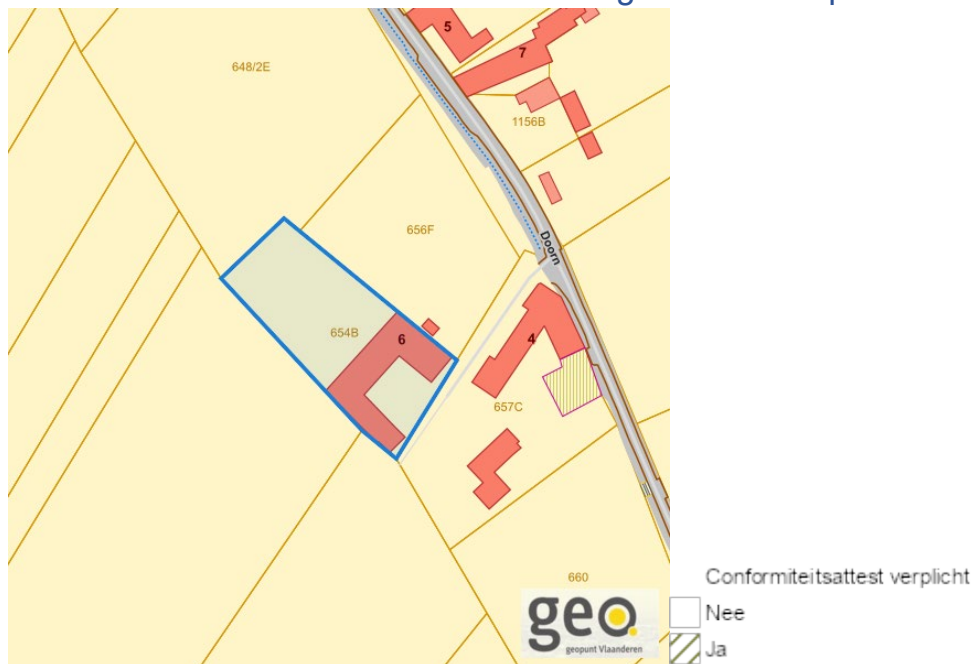 5
7
648/2E
1156B
656F
Doorn
654B
6
4
657C
660
geo
geopunt Vlaanderen
Conformiteitsattest verplicht
Nee
Ja